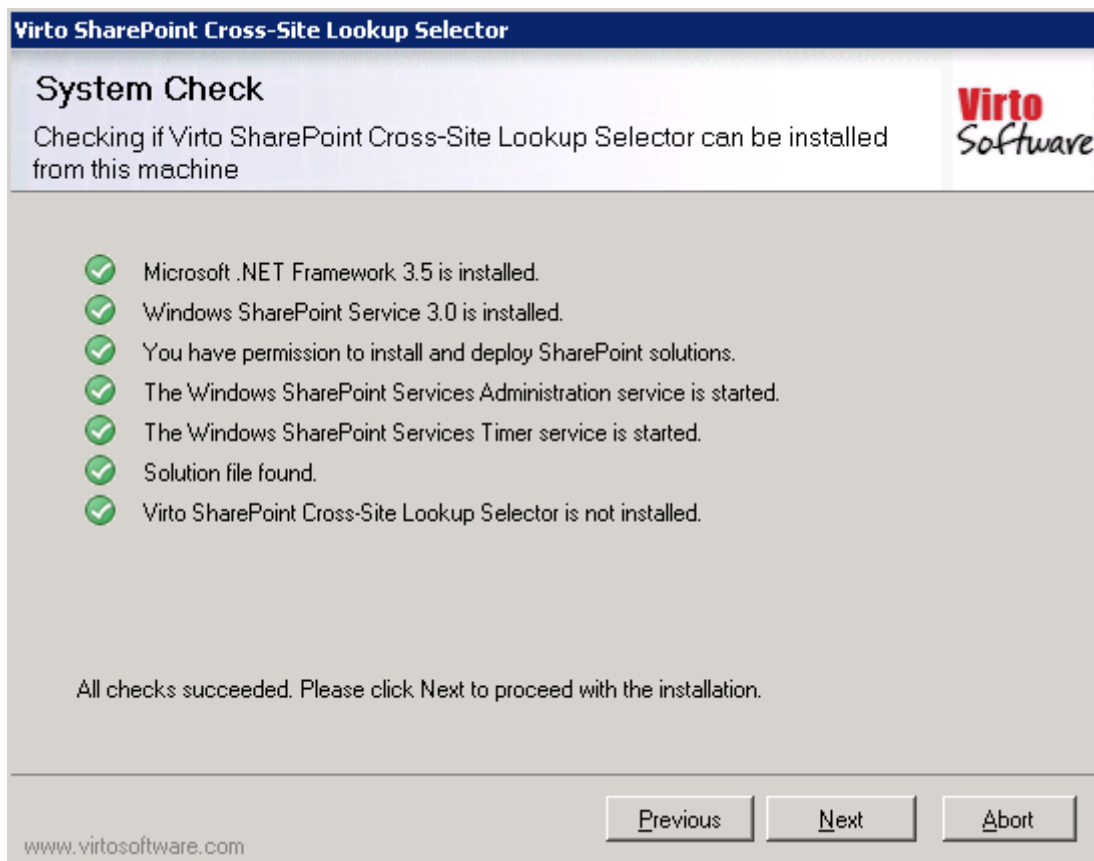 Virto SharePoint Cross-Site Lookup Selector
System Check
Checking if Virto SharePoint Cross-Site Lookup Selector can be installed
from this machine
Virto
Software
Microsoft .NET Framework 3.5 is installed.
Windows SharePoint Service 3.0 is installed.
You have permission to install and deploy SharePoint solutions.
The Windows SharePoint Services Administration service is started.
The Windows SharePoint Services Timer service is started.
Solution file found.
Virto SharePoint Cross-Site Lookup Selector is not installed.
All checks succeeded. Please click Next to proceed with the installation.
Previous
Next
Abort
www.virtosoftware.com